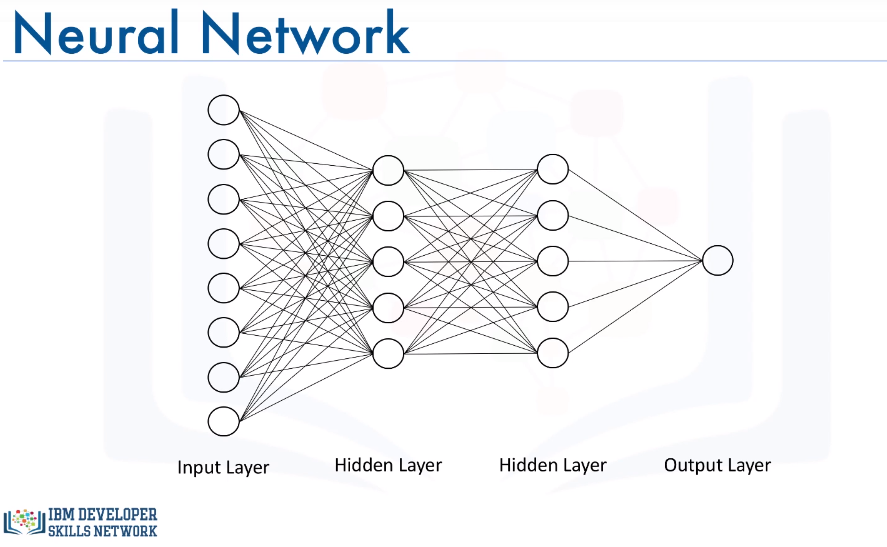 Neural Network
Input Layer
Hidden Layer
Hidden Layer
Output Layer
IBM DEVELOPER
SKILLS NETWORK